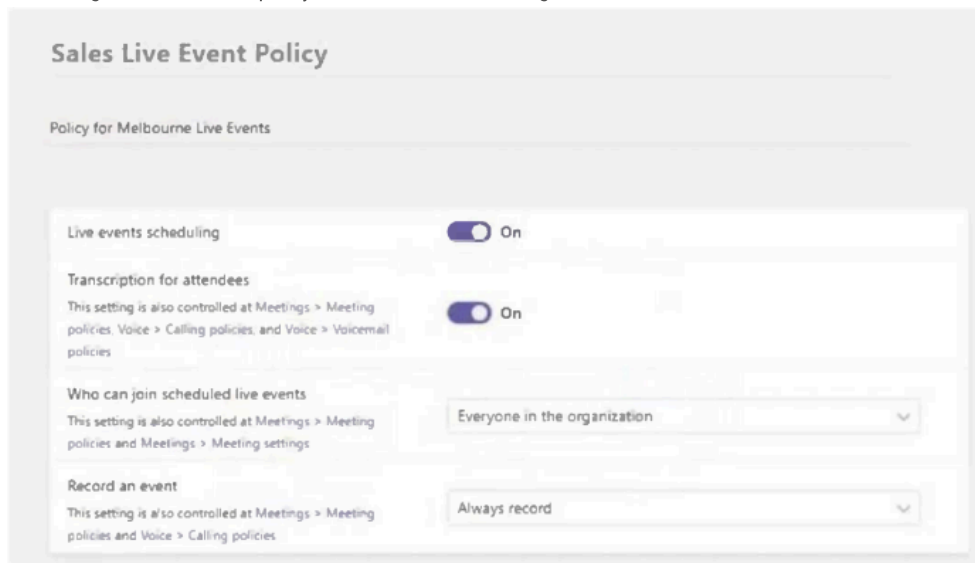 Sales Live Event Policy
Policy for Melbourne Live Events
Live events scheduling
On
Transcription for attendees
This setting is also controlled at Meetings > Meeting
policies, Voice > Calling policies, and Voice > Voicemail
policies
On
Who can join scheduled live events
This setting is also controlled at Meetings > Meeting
policies and Meetings > Meeting settings
Everyone in the organization
Record an event
This setting is also controlled at Meetings > Meeting
policies and Voice > Calling policies
Always record